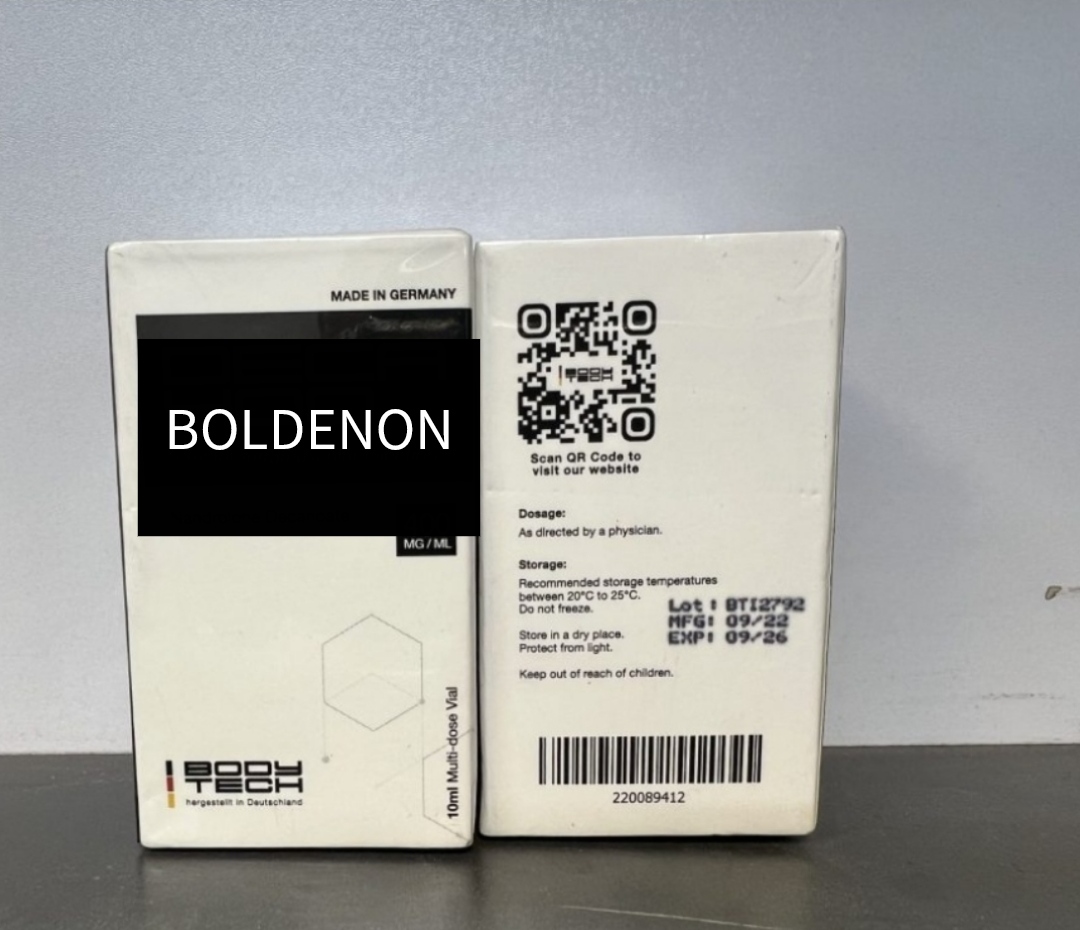 MADE IN GERMANY
BOLDENON
MG / ML
10ml Multi-dose Vial
BODY
TECH
hergestellt in Deutschland
BODY
TECH
Scan QR Code to
visit our website
Dosage:
As directed by a physician.
Storage:
Recommended storage temperatures
between 20°C to 25°C.
Do not freeze.
Store in a dry place.
Protect from light.
Keep out of reach of children.
Lot : BTI2792
MFG: 09/22
EXP: 09/26
220089412